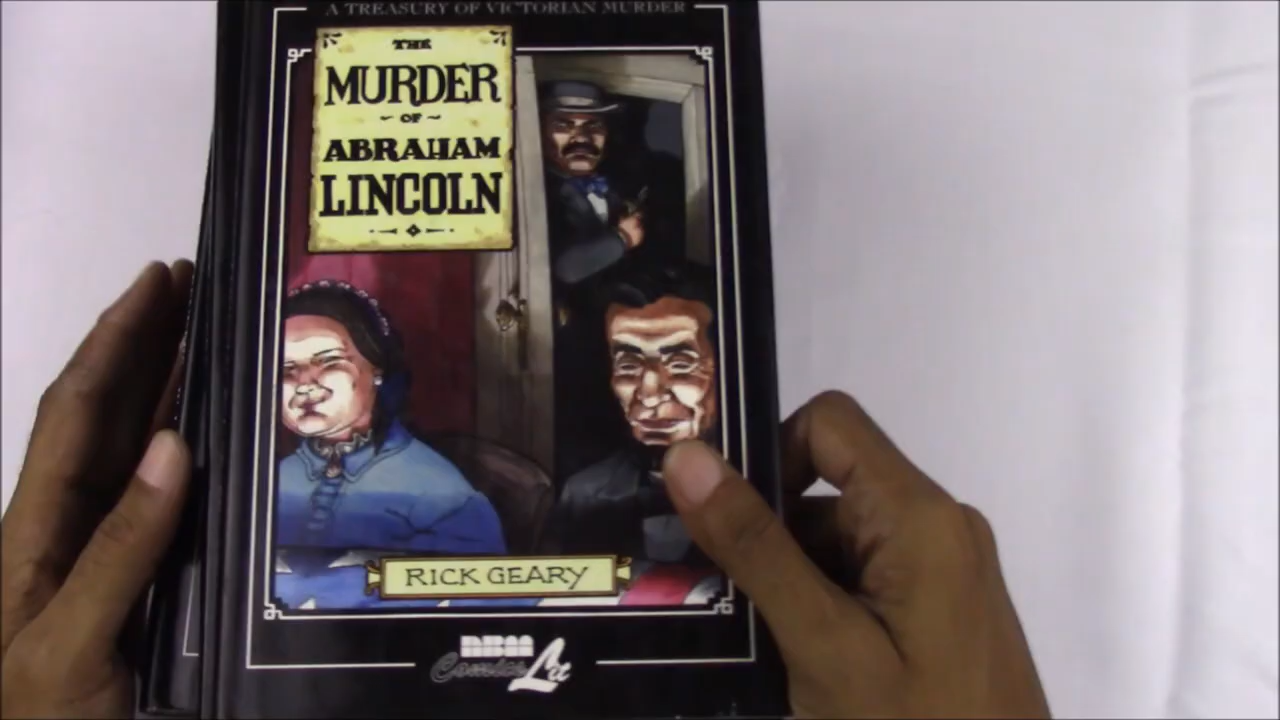 A TREASURY OF VICTORIAN MURDER
THE
MURDER
~ OF ~
ABRAHAM
LINCOLN
RICK GEARY
NBM
ComicsLit